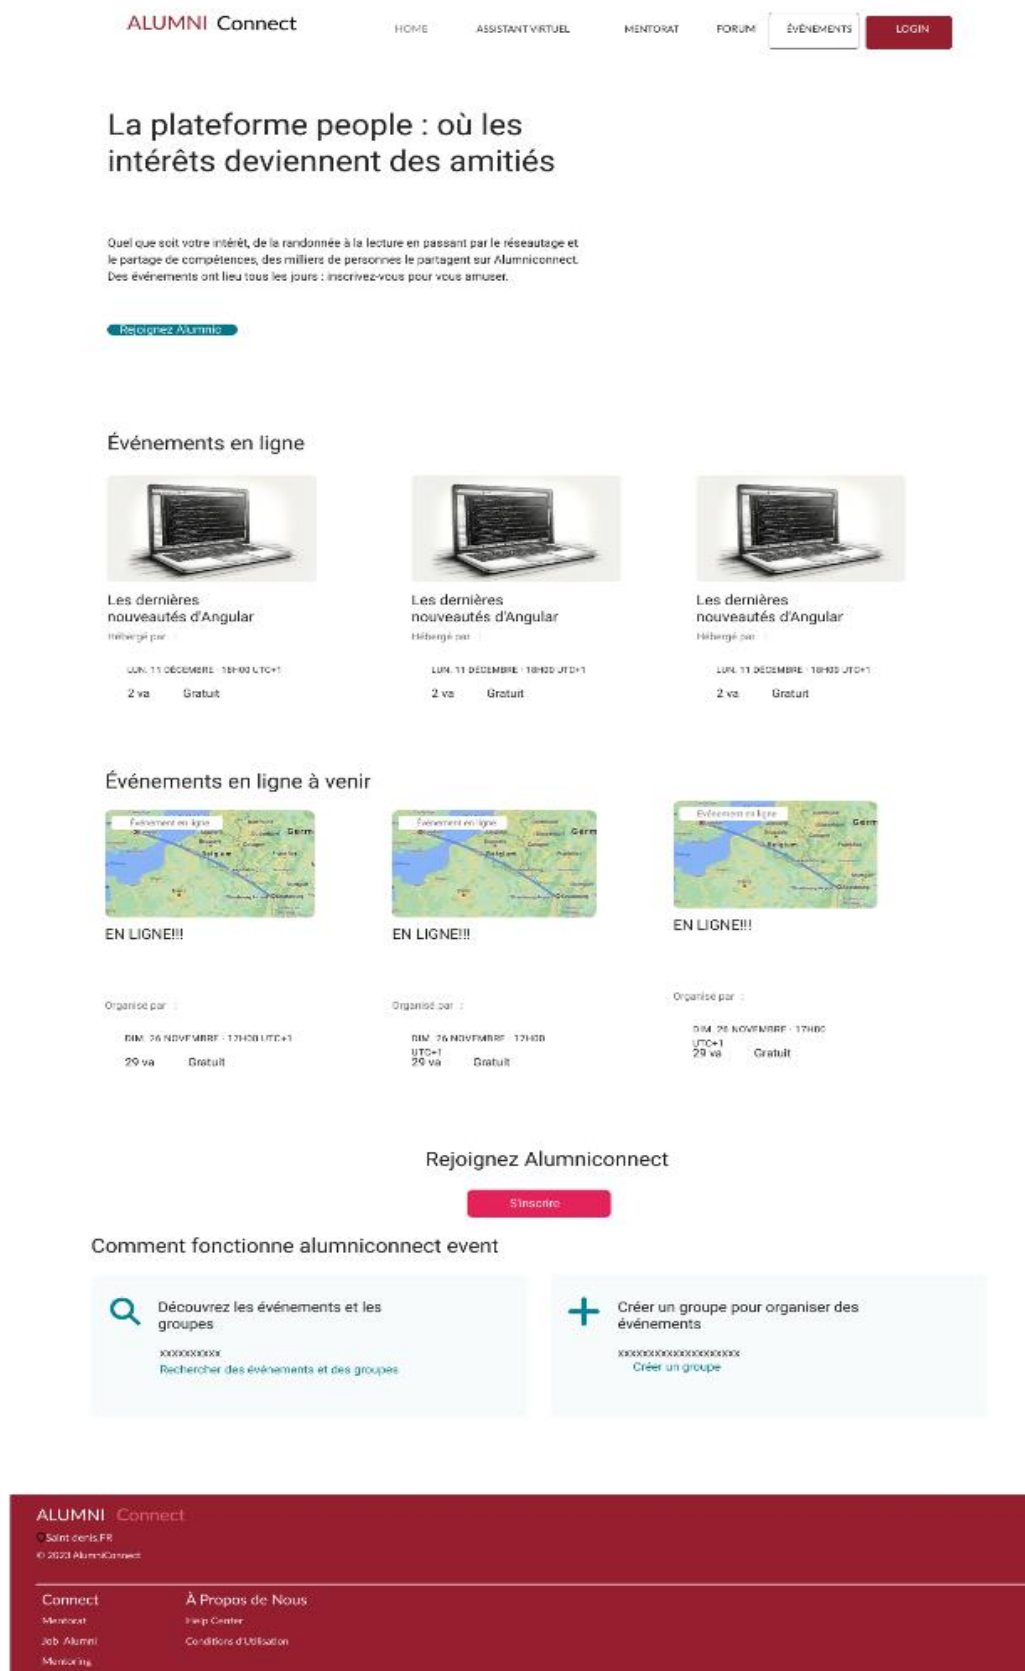 ALUMNI Connect
HOME ASSISTANT VIRTUEL MENTORAT FORUM ÉVÉNEMENTS LOGIN
La plateforme people : où les
intérêts deviennent des amitiés
Quel que soit votre intérêt, de la randonnée à la lecture en passant par le réseautage et
le partage de compétences, des milliers de personnes le partagent sur Alumniconnect.
Des événements ont lieu tous les jours : inscrivez-vous pour vous amuser.
Rejoignez Alumnic
Événements en ligne
Les dernières Les dernières Les dernières
nouveautés d'Angular nouveautés d'Angular nouveautés d'Angular
Hébergé par : Hébergé par : Hébergé par :
LUN. 11 DÉCEMBRE · 18H00 UTC+1 LUN. 11 DÉCEMBRE · 18H00 UTC+1 LUN. 11 DÉCEMBRE · 18H00 UTC+1
2 va Gratuit 2 va Gratuit 2 va Gratuit
Événements en ligne à venir
Événement en ligne Événement en ligne Événement en ligne
Belgium Belgium Belgium
Germ Germ Germ
EN LIGNE!!! EN LIGNE!!! EN LIGNE!!!
Organisé par : Organisé par : Organisé par :
DIM. 26 NOVEMBRE · 17H00 UTC+1 DIM. 26 NOVEMBRE · 17H00 DIM. 26 NOVEMBRE · 17H00
UTC+1 UTC+1
29 va Gratuit 29 va Gratuit 29 va Gratuit
Rejoignez Alumniconnect
S'inscrire
Comment fonctionne alumniconnect event
Découvrez les événements et les
groupes
xxxxxxxxxx
Rechercher des événements et des groupes
Créer un groupe pour organiser des
événements
xxxxxxxxxxxxxxxxxxxx
Créer un groupe
ALUMNI Connect
Saint denis,FR
© 2023 AlumniConnect
Connect À Propos de Nous
Mentorat Help Center
Job Alumni Conditions d'Utilisation
Mentoring